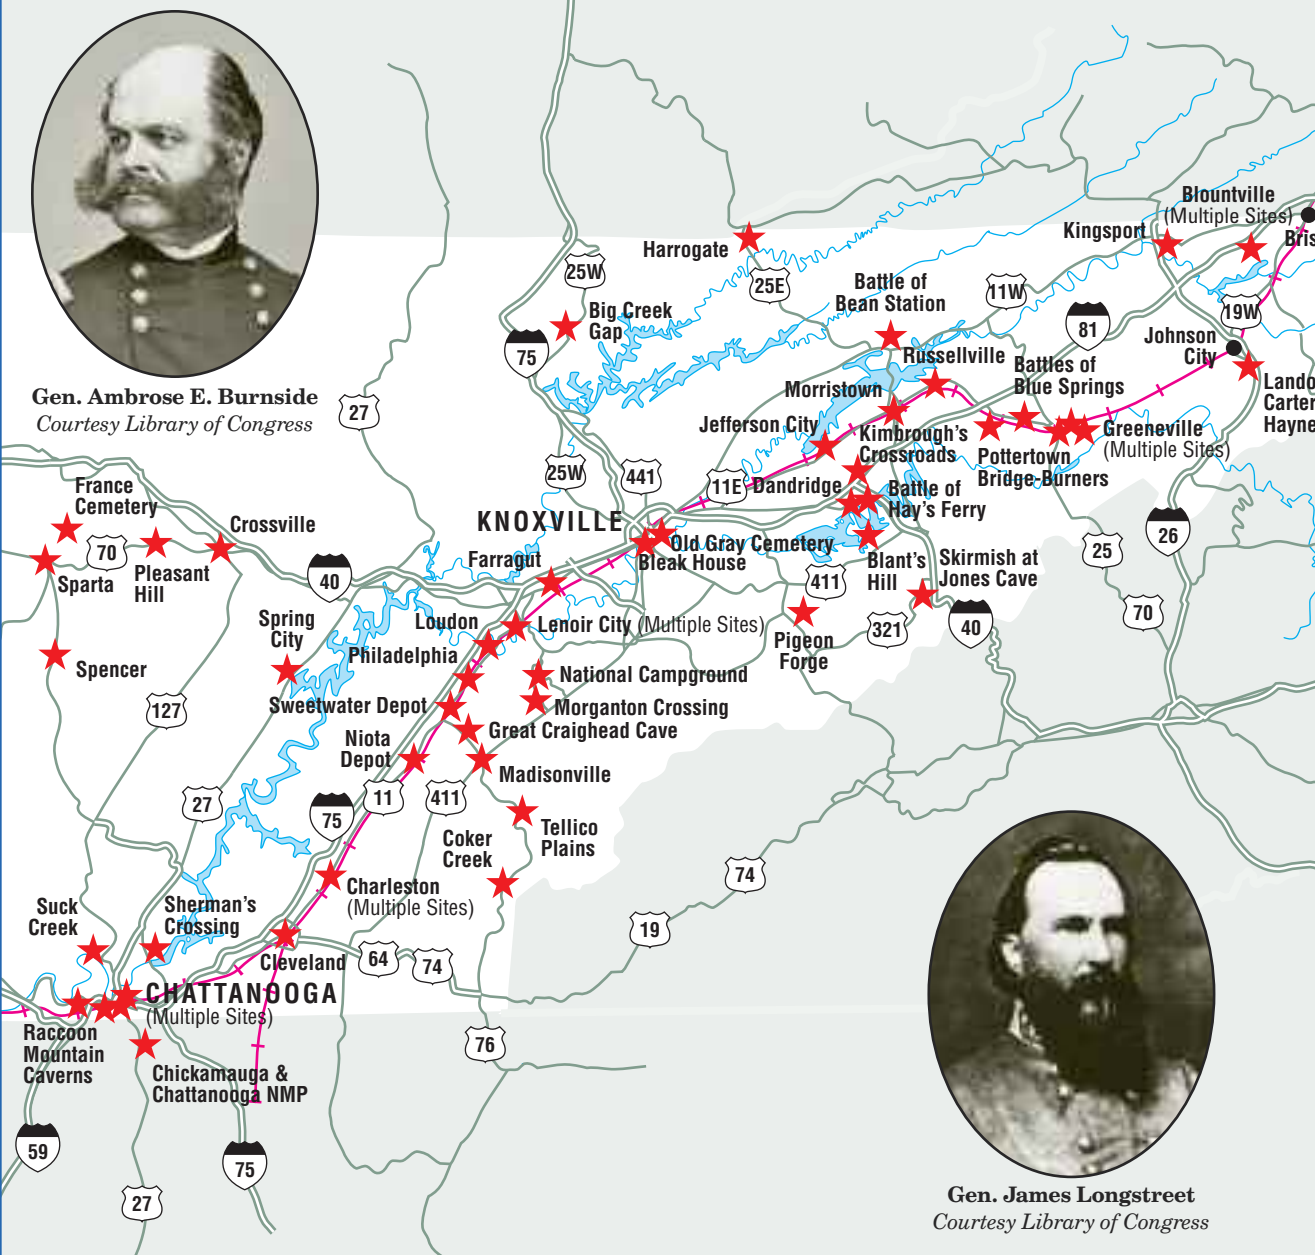 Gen. Ambrose E. Burnside
Courtesy Library of Congress
Harrogate
25E
25W
Big Creek
Gap
75
27
25W
441
11E
Battle of
Bean Station
11W
81
Kingsport
Blountville
(Multiple Sites)
Bris
19W
Johnson
City
Lando
Carter
Hayne
Russellville
Battles of
Blue Springs
Morristown
Jefferson City
Kimbrough's
Crossroads
Greeneville
(Multiple Sites)
Pottertown
Bridge-Burners
Dandridge
Battle of
Hay's Ferry
KNOXVILLE
Old Gray Cemetery
Bleak House
Farragut
Blant's
Hill
Skirmish at
Jones Cave
411
321
40
25
26
70
Pigeon
Forge
France
Cemetery
Crossville
70
Sparta
Pleasant
Hill
40
Spencer
Spring
City
127
27
Loudon
Lenoir City (Multiple Sites)
Philadelphia
National Campground
Sweetwater Depot
Morganton Crossing
Great Craighead Cave
Niota
Depot
Madisonville
11
411
75
Tellico
Plains
Coker
Creek
Charleston
(Multiple Sites)
74
19
Suck
Creek
Sherman's
Crossing
Cleveland
64
74
CHATTANOOGA
(Multiple Sites)
Raccoon
Mountain
Caverns
Chickamauga &
Chattanooga NMP
76
59
75
27
Gen. James Longstreet
Courtesy Library of Congress